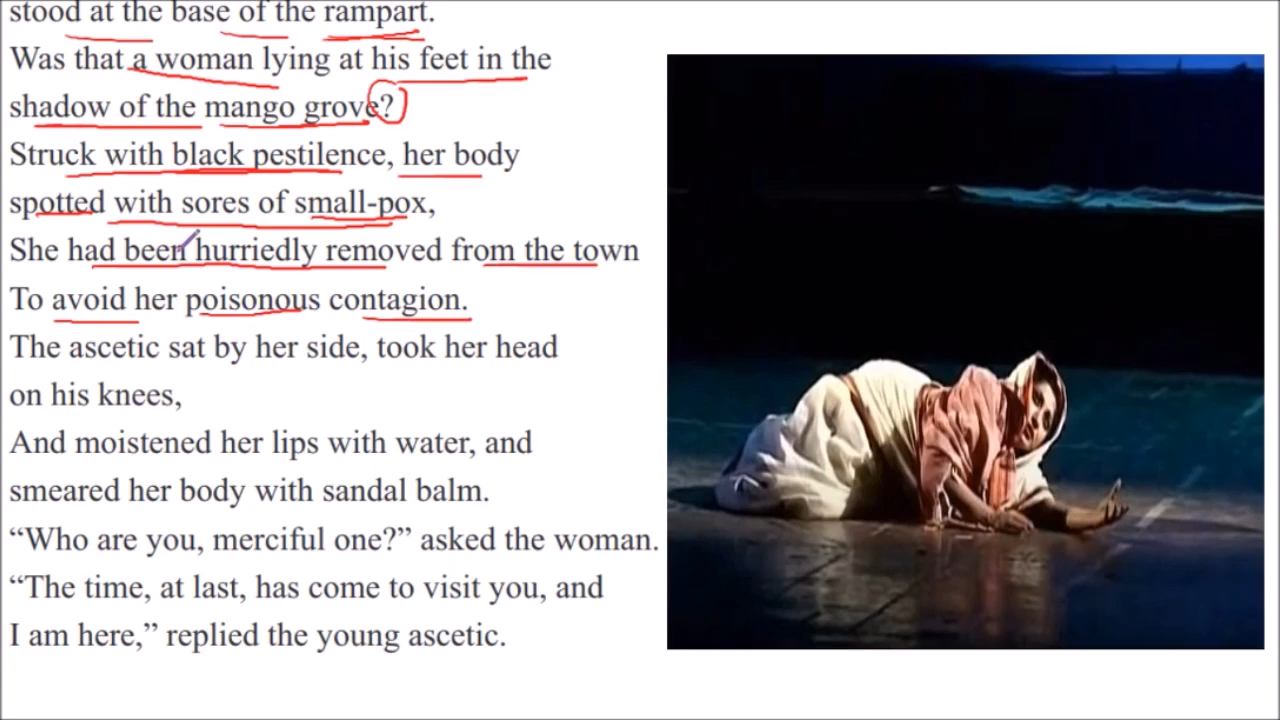 stood at the base of the rampart.
Was that a woman lying at his feet in the
shadow of the mango grove?
Struck with black pestilence, her body
spotted with sores of small-pox,
She had been hurriedly removed from the town
To avoid her poisonous contagion.
The ascetic sat by her side, took her head
on his knees,
And moistened her lips with water, and
smeared her body with sandal balm.
“Who are you, merciful one?” asked the woman.
“The time, at last, has come to visit you, and
I am here,” replied the young ascetic.